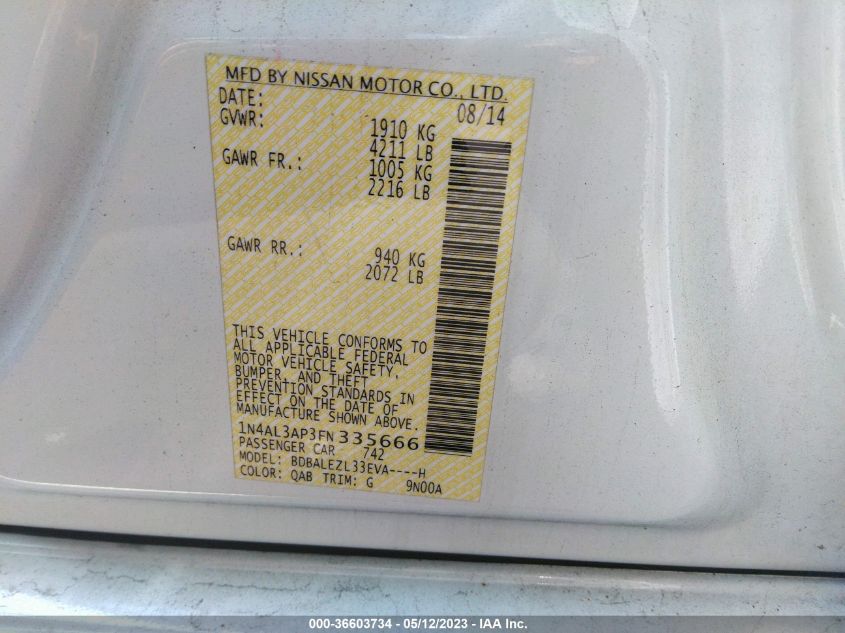 MFD BY NISSAN MOTOR CO., LTD.
DATE: 08/14
GVWR: 1910 KG
4211 LB
GAWR FR.: 1005 KG
2216 LB
GAWR RR.: 940 KG
2072 LB
THIS VEHICLE CONFORMS TO
ALL APPLICABLE FEDERAL
MOTOR VEHICLE SAFETY,
BUMPER, AND THEFT
PREVENTION STANDARDS IN
EFFECT ON THE DATE OF
MANUFACTURE SHOWN ABOVE.
1N4AL3AP3FN335666
PASSENGER CAR 742
MODEL: BDBALEZL33EVA----H
COLOR: QAB TRIM: G 9N00A
000-36603734 - 05/12/2023 - IAA Inc.